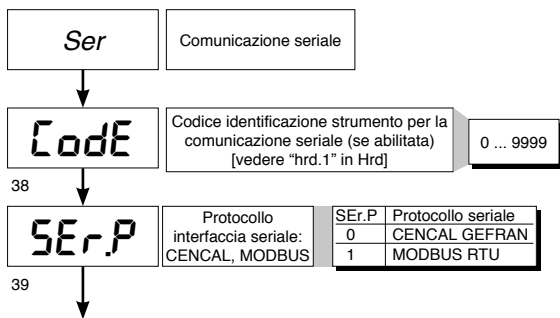 Ser
Comunicazione seriale
CodE
Codice identificazione strumento per la
comunicazione seriale (se abilitata)
[vedere “hrd.1” in Hrd]
0 ... 9999
38
SEr.P
Protocollo
interfaccia seriale:
CENCAL, MODBUS
SEr.P Protocollo seriale
0 CENCAL GEFRAN
1 MODBUS RTU
39